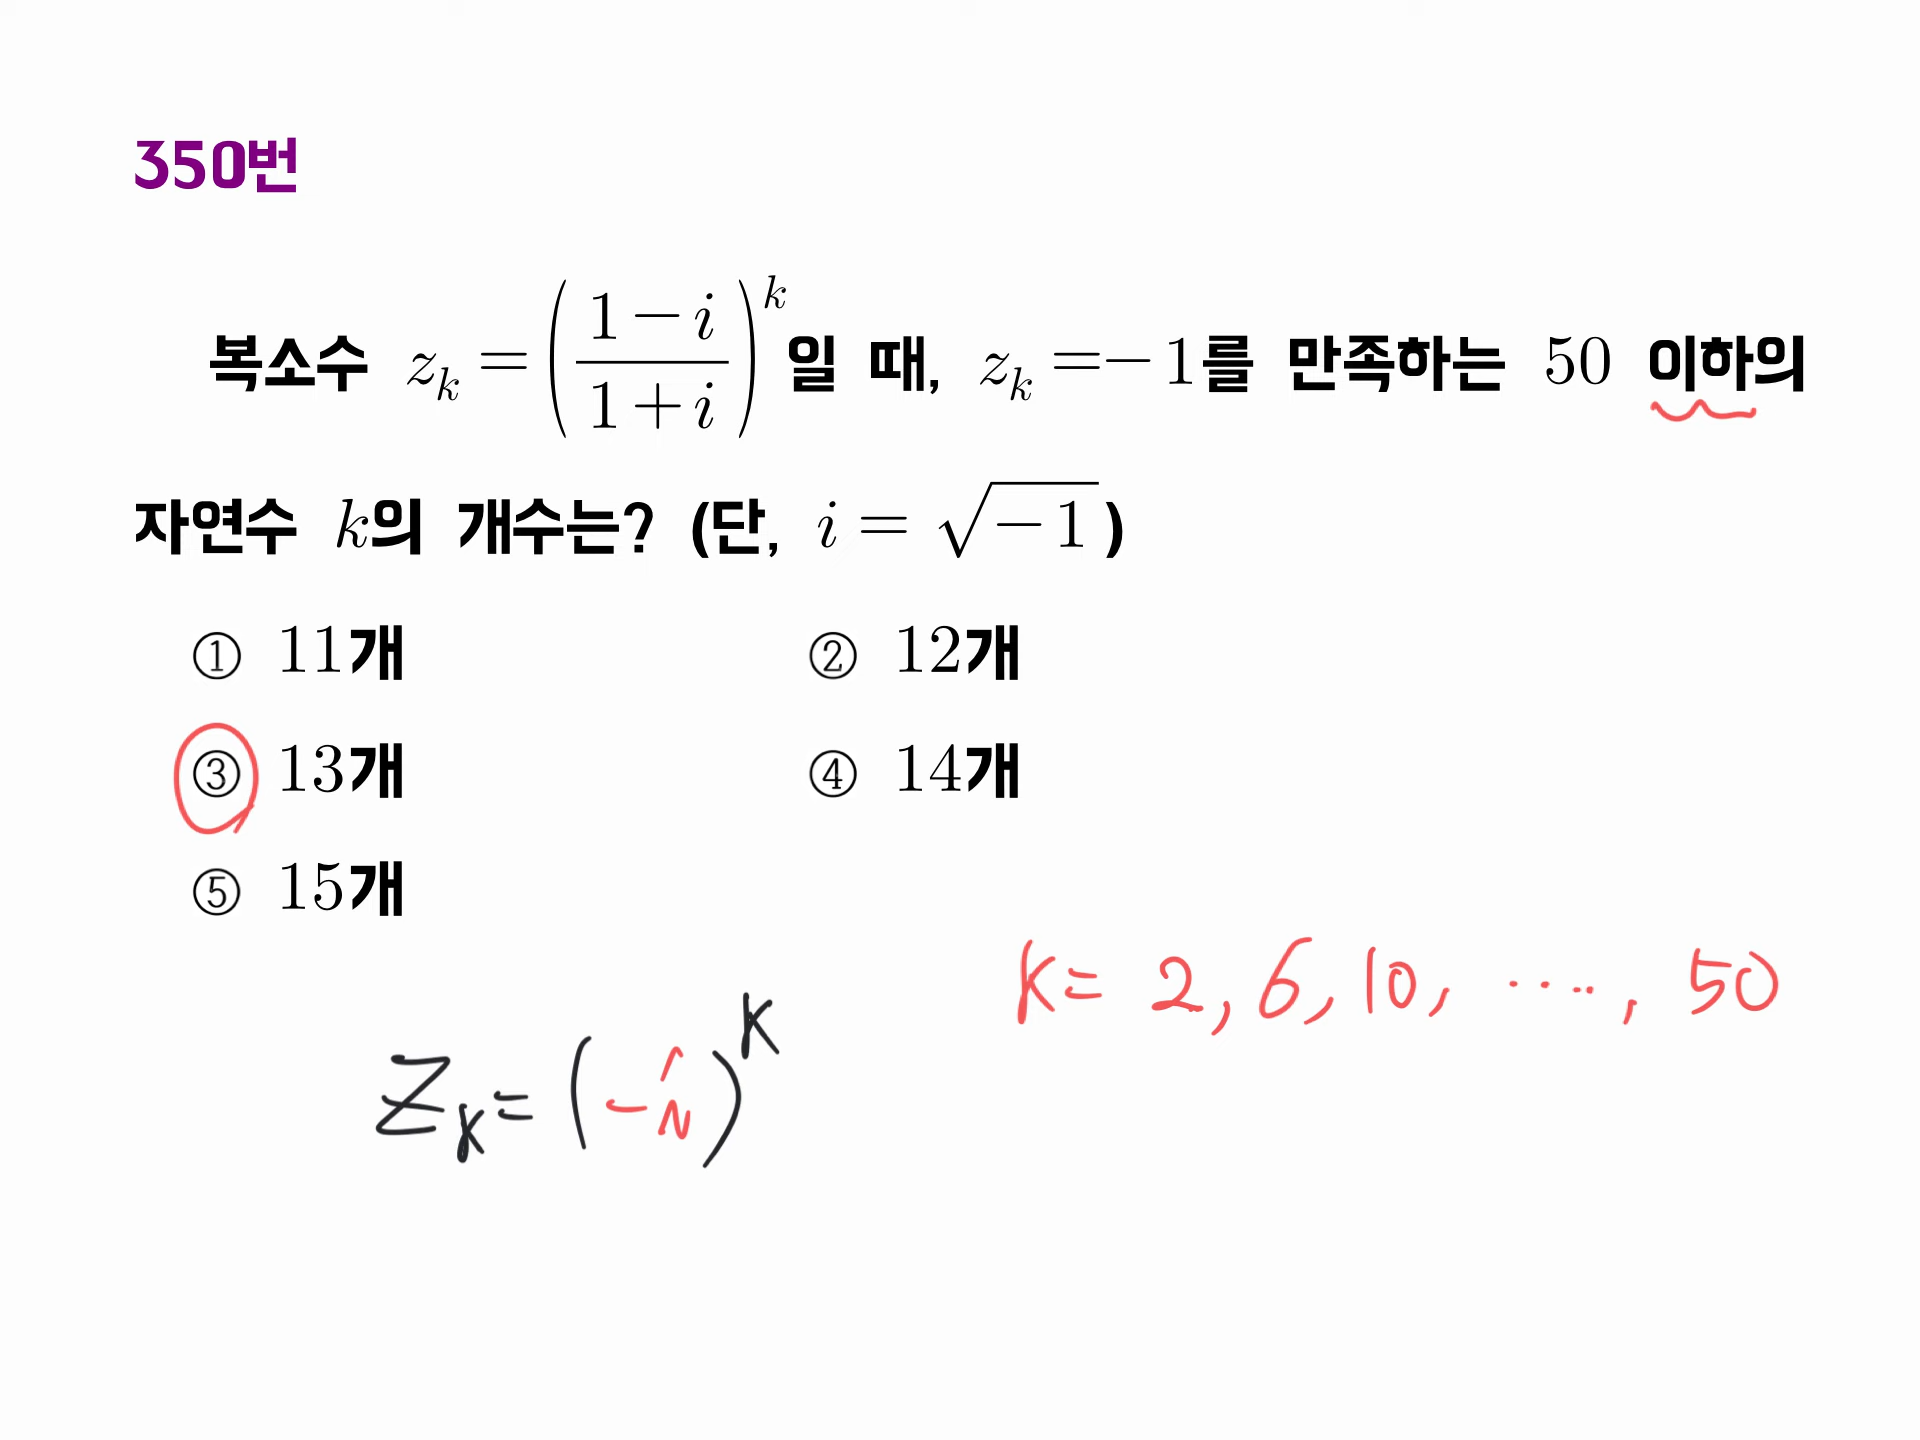 350번
복소수 z_k = ((1-i)/(1+i))^k 일 때, z_k = -1를 만족하는 50 이하의
자연수 k의 개수는? (단, i = √-1)
① 11개 ② 12개
③ 13개 ④ 14개
⑤ 15개
k = 2, 6, 10, ....., 50
Z_k = (-i)^k